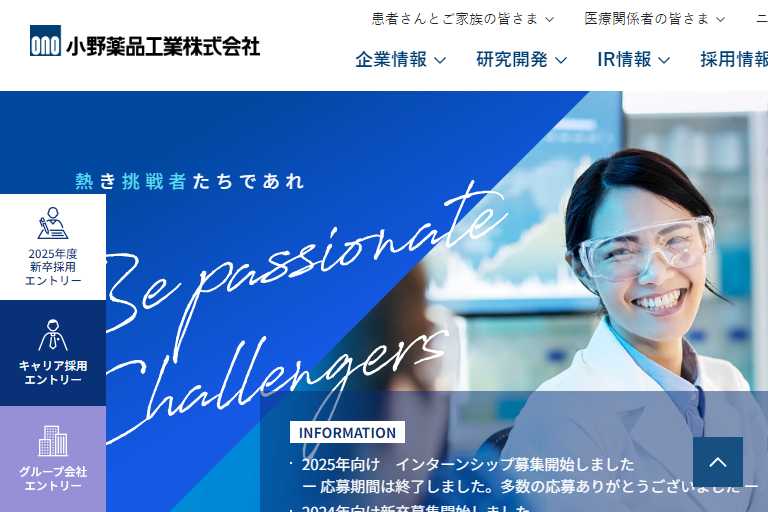 患者さんとご家族の皆さま
医療関係者の皆さま
ono 小野薬品工業株式会社
企業情報
研究開発
IR情報
採用情報
熱き挑戦者たちであれ
Be passionate
Challengers
2025年度
新卒採用
エントリー
キャリア採用
エントリー
グループ会社
エントリー
INFORMATION
・2025年向け インターンシップ募集開始しました
ー 応募期間は終了しました。多数の応募ありがとうございました ー
・2024年向け新卒募集開始しました